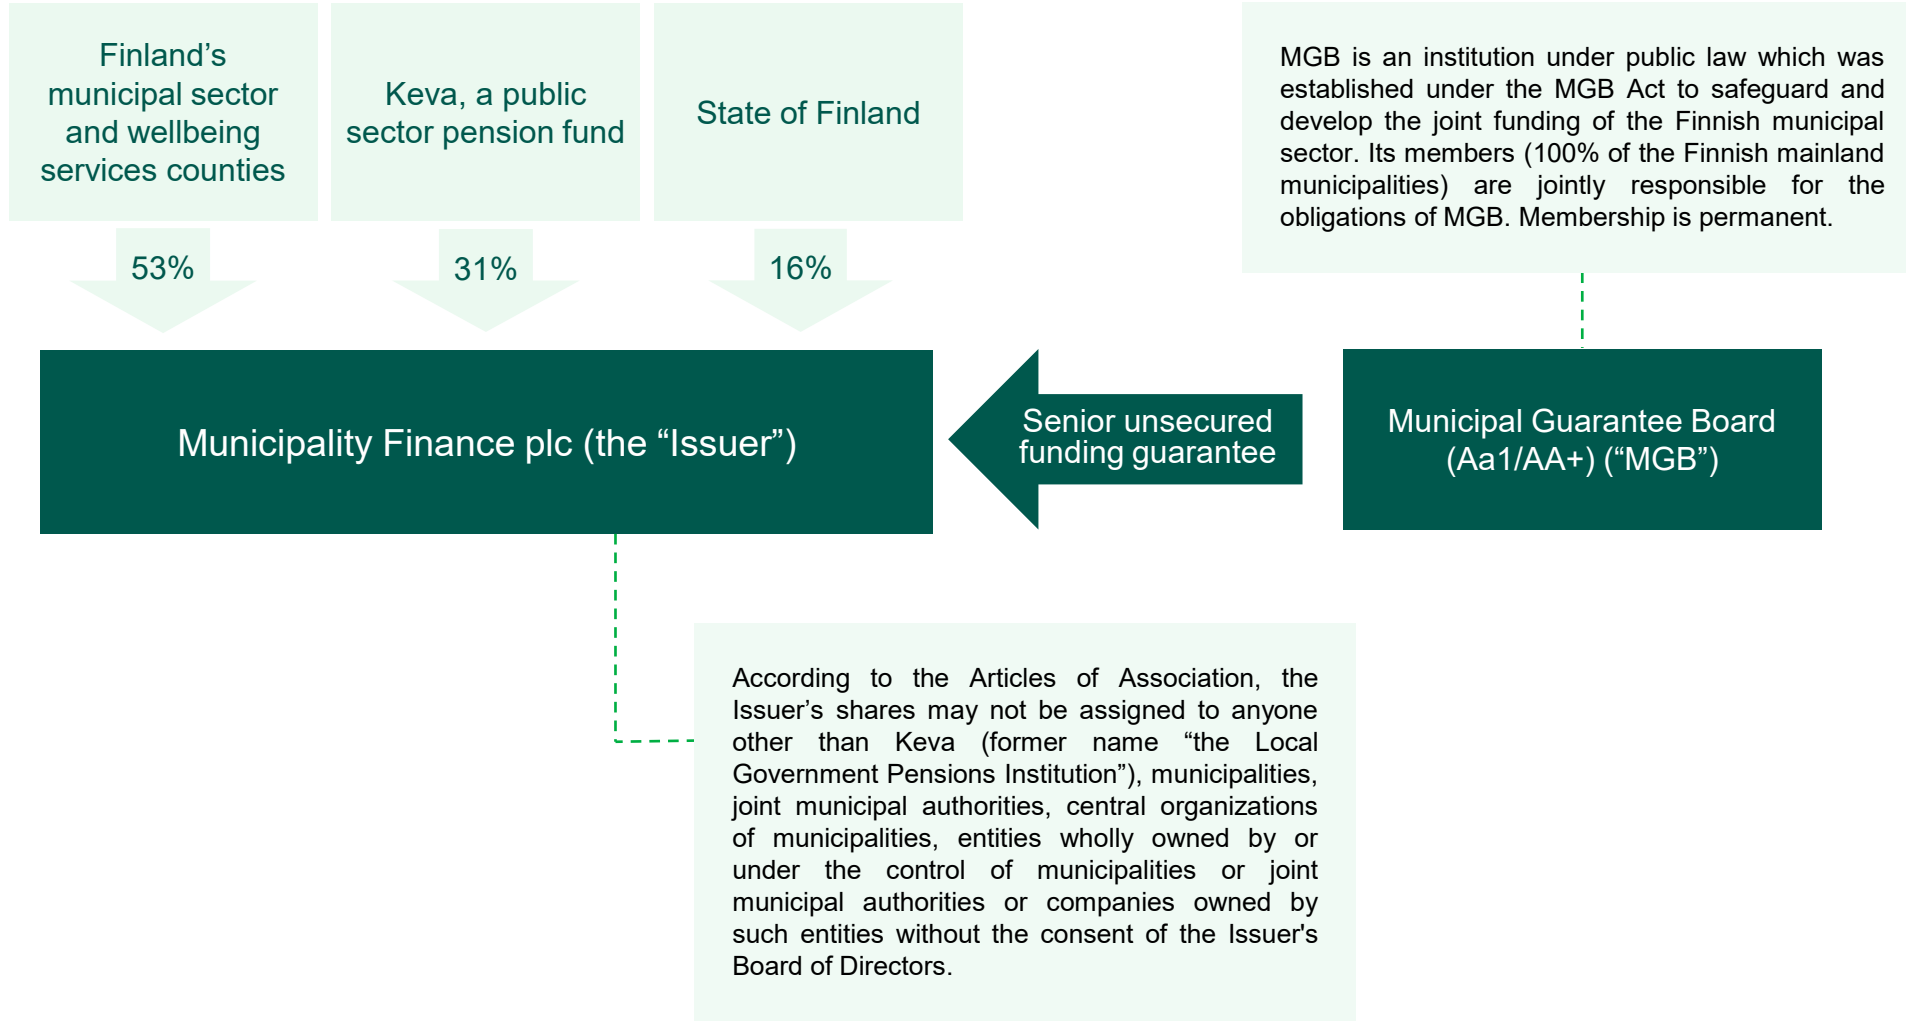 Finland’s
municipal sector
and wellbeing
services counties
Keva, a public
sector pension fund
State of Finland
53%
31%
16%
MGB is an institution under public law which was
established under the MGB Act to safeguard and
develop the joint funding of the Finnish municipal
sector. Its members (100% of the Finnish mainland
municipalities) are jointly responsible for the
obligations of MGB. Membership is permanent.
Municipality Finance plc (the “Issuer”)
Senior unsecured
funding guarantee
Municipal Guarantee Board
(Aa1/AA+) (“MGB”)
According to the Articles of Association, the
Issuer’s shares may not be assigned to anyone
other than Keva (former name “the Local
Government Pensions Institution”), municipalities,
joint municipal authorities, central organizations
of municipalities, entities wholly owned by or
under the control of municipalities or joint
municipal authorities or companies owned by
such entities without the consent of the Issuer's
Board of Directors.